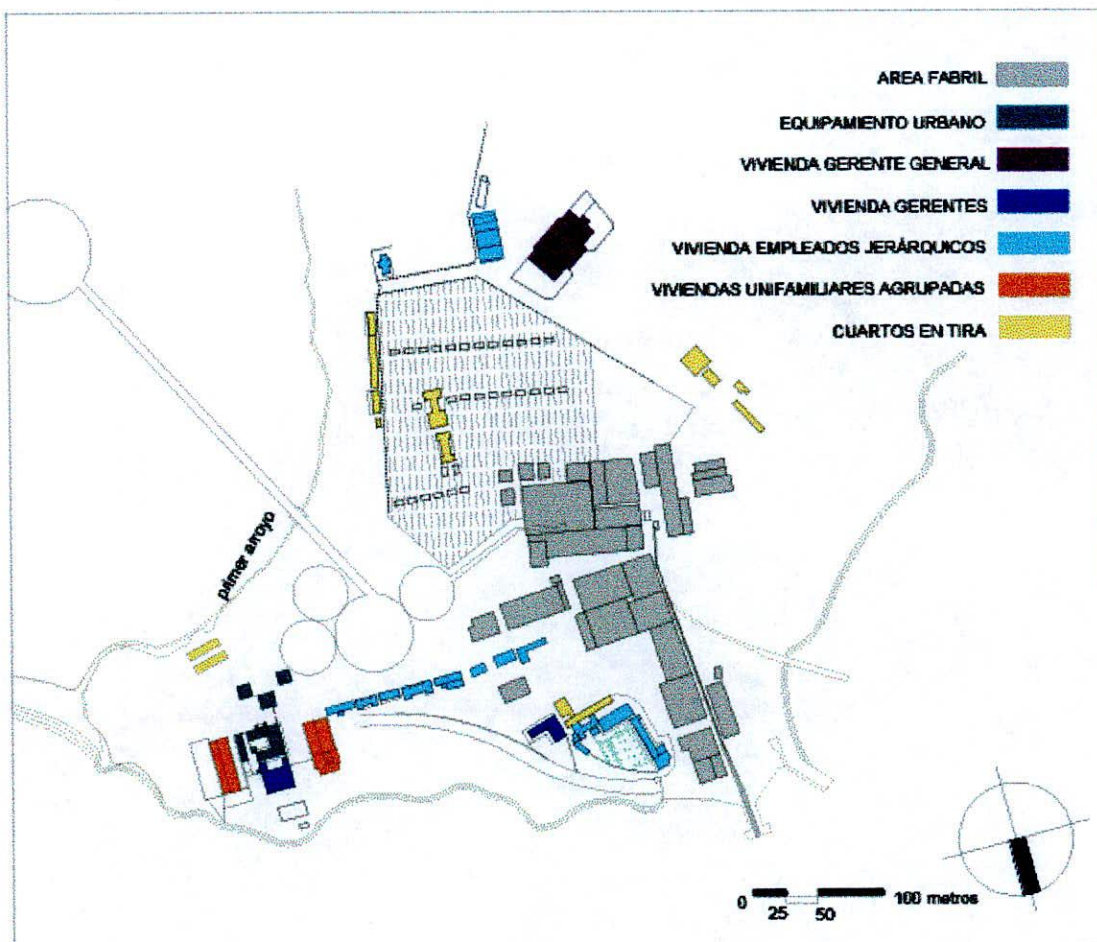 AREA FABRIL
EQUIPAMIENTO URBANO
VIVIENDA GERENTE GENERAL
VIVIENDA GERENTES
VIVIENDA EMPLEADOS JERÁRQUICOS
VIVIENDAS UNIFAMILIARES AGRUPADAS
CUARTOS EN TIRA
primer arroyo
0 25 50 100 metros